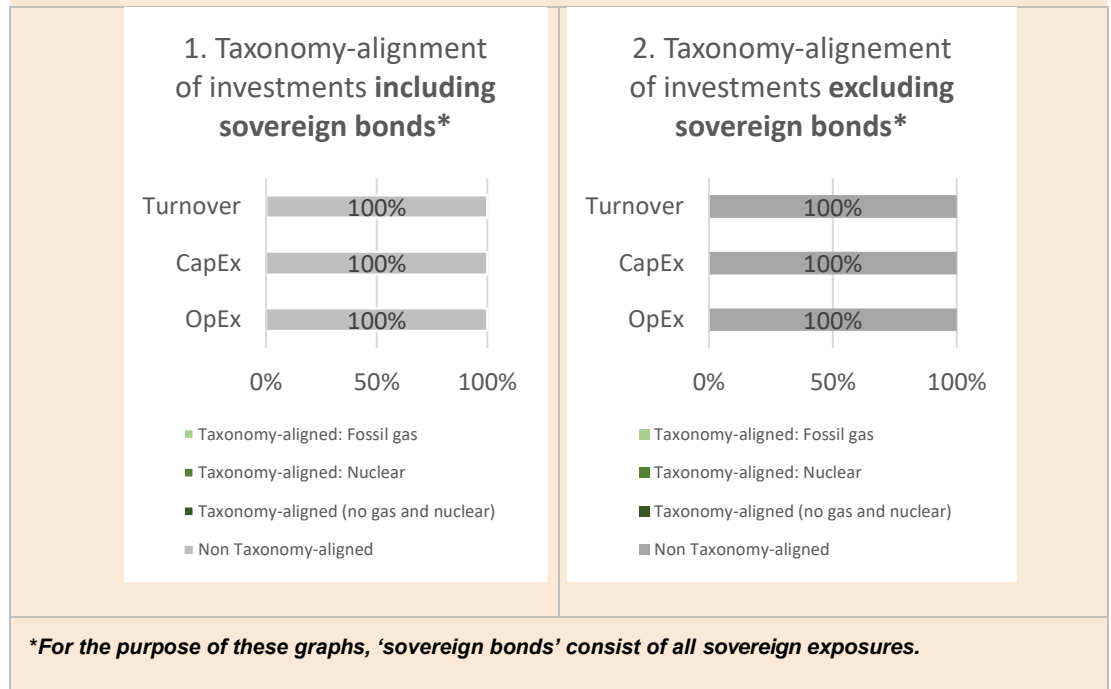 1. Taxonomy-alignment
of investments including
sovereign bonds*
Turnover
100%
CapEx
100%
OpEx
100%
0% 50% 100%
Taxonomy-aligned: Fossil gas
Taxonomy-aligned: Nuclear
Taxonomy-aligned (no gas and nuclear)
Non Taxonomy-aligned
2. Taxonomy-alignement
of investments excluding
sovereign bonds*
Turnover
100%
CapEx
100%
OpEx
100%
0% 50% 100%
Taxonomy-aligned: Fossil gas
Taxonomy-aligned: Nuclear
Taxonomy-aligned (no gas and nuclear)
Non Taxonomy-aligned
*For the purpose of these graphs, ‘sovereign bonds’ consist of all sovereign exposures.